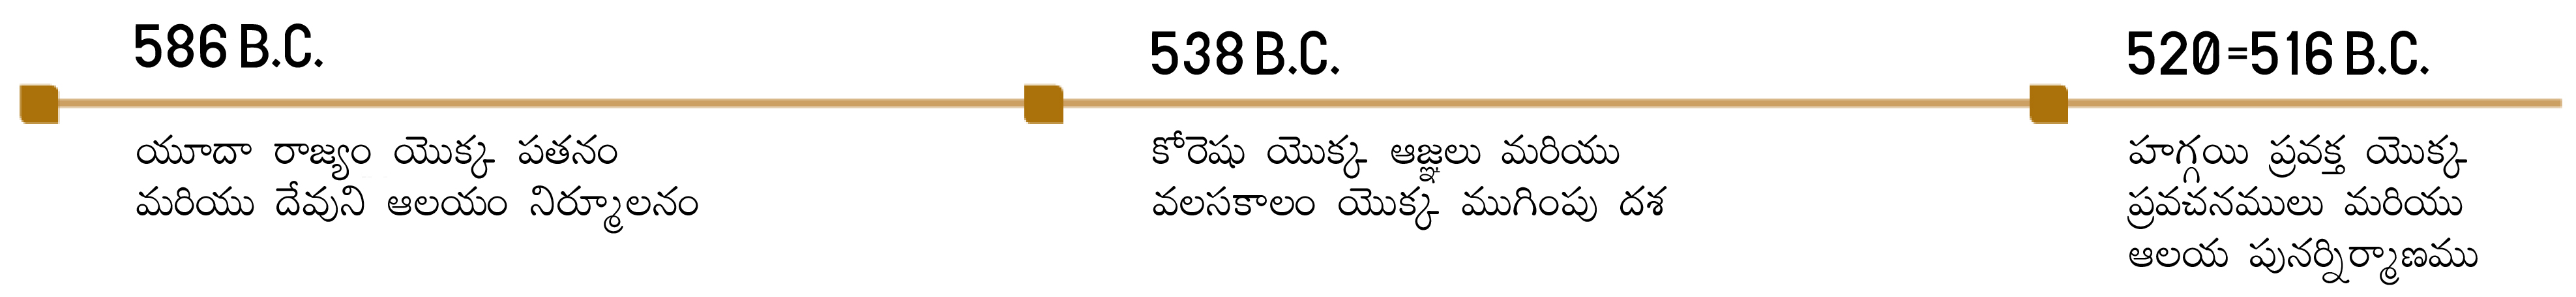 586 B.C.
యూదా రాజ్యం యొక్క పతనం
మరియు దేవుని ఆలయం నిర్మూలనం
538 B.C.
కోరెషు యొక్క ఆజ్ఞలు మరియు
వలసకాలం యొక్క ముగింపు దశ
520=516 B.C.
హగ్గయి ప్రవక్త యొక్క
ప్రవచనములు మరియు
ఆలయ పునర్నిర్మాణము